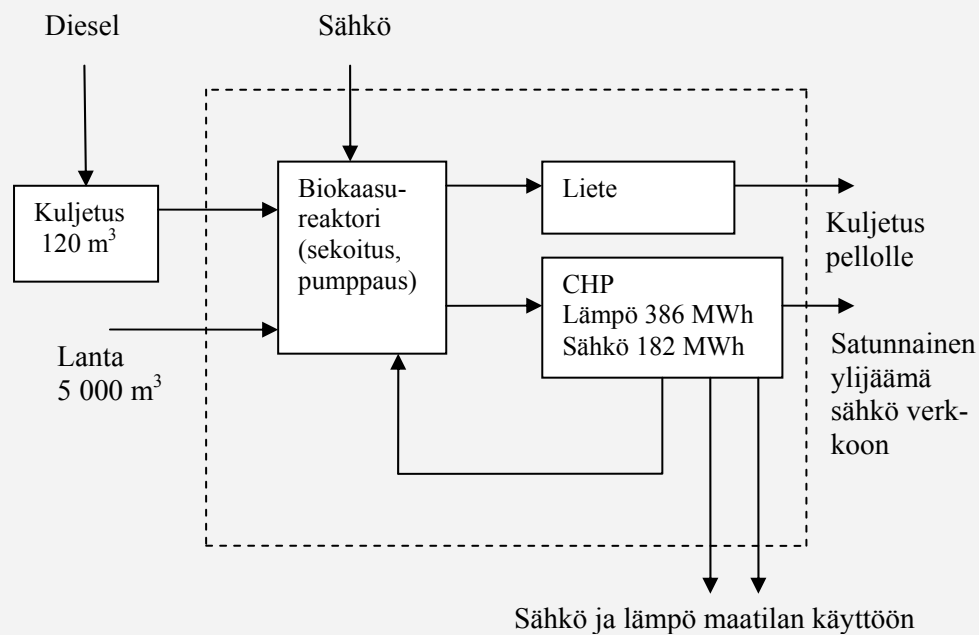 Diesel
Sähkö
Kuljetus
120 m³
Biokaasu-
reaktori
(sekoitus,
pumppaus)
Liete
Kuljetus
pellolle
Lanta
5 000 m³
CHP
Lämpö 386 MWh
Sähkö 182 MWh
Satunnainen
ylijäämä
sähkö verk-
koon
Sähkö ja lämpö maatilan käyttöön